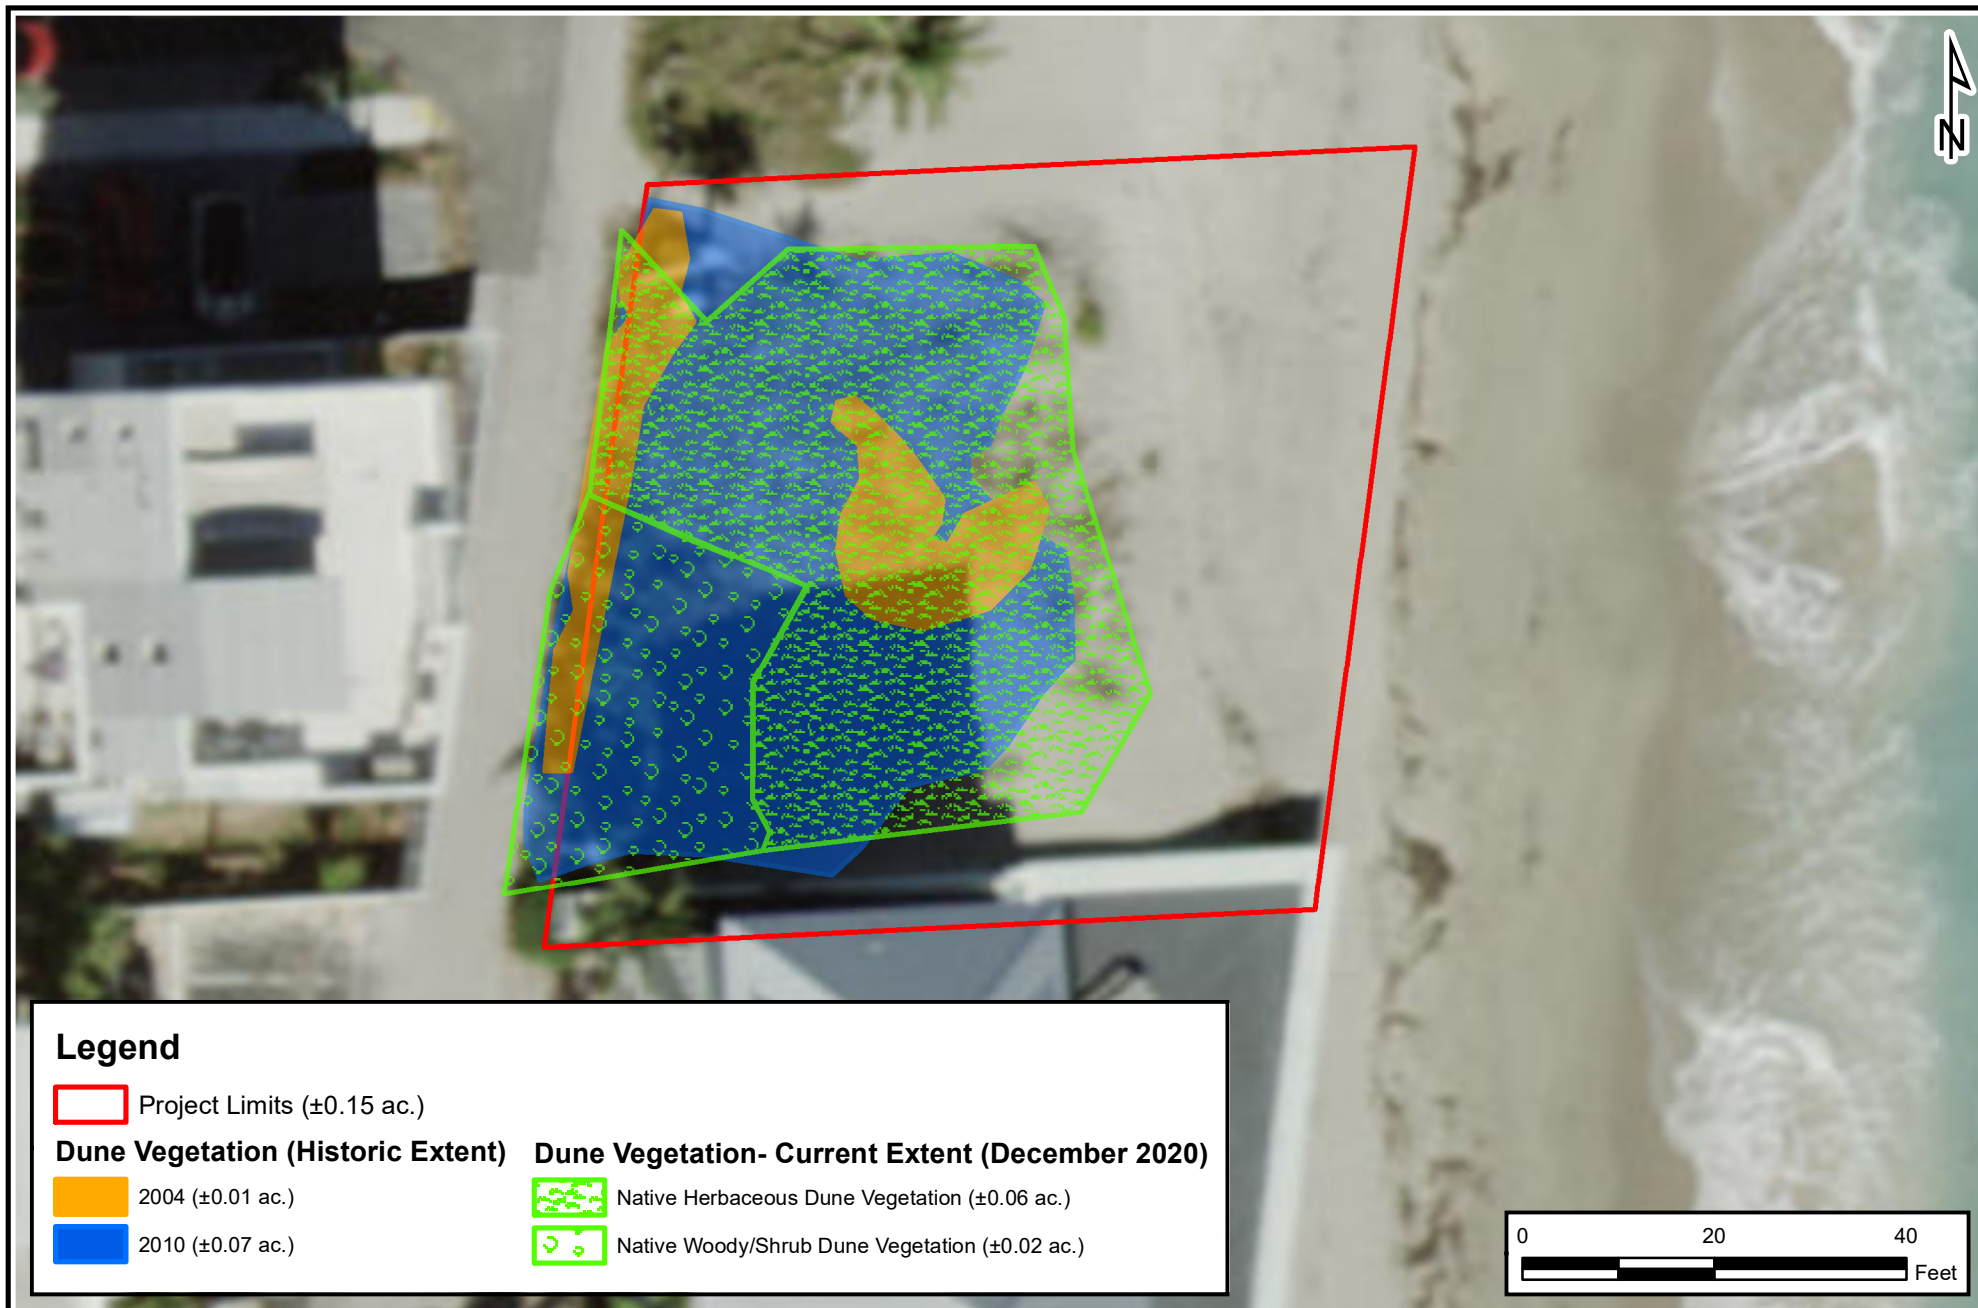 N
Legend
Project Limits (±0.15 ac.)
Dune Vegetation (Historic Extent)
2004 (±0.01 ac.)
2010 (±0.07 ac.)
Dune Vegetation- Current Extent (December 2020)
Native Herbaceous Dune Vegetation (±0.06 ac.)
Native Woody/Shrub Dune Vegetation (±0.02 ac.)
0 20 40
Feet